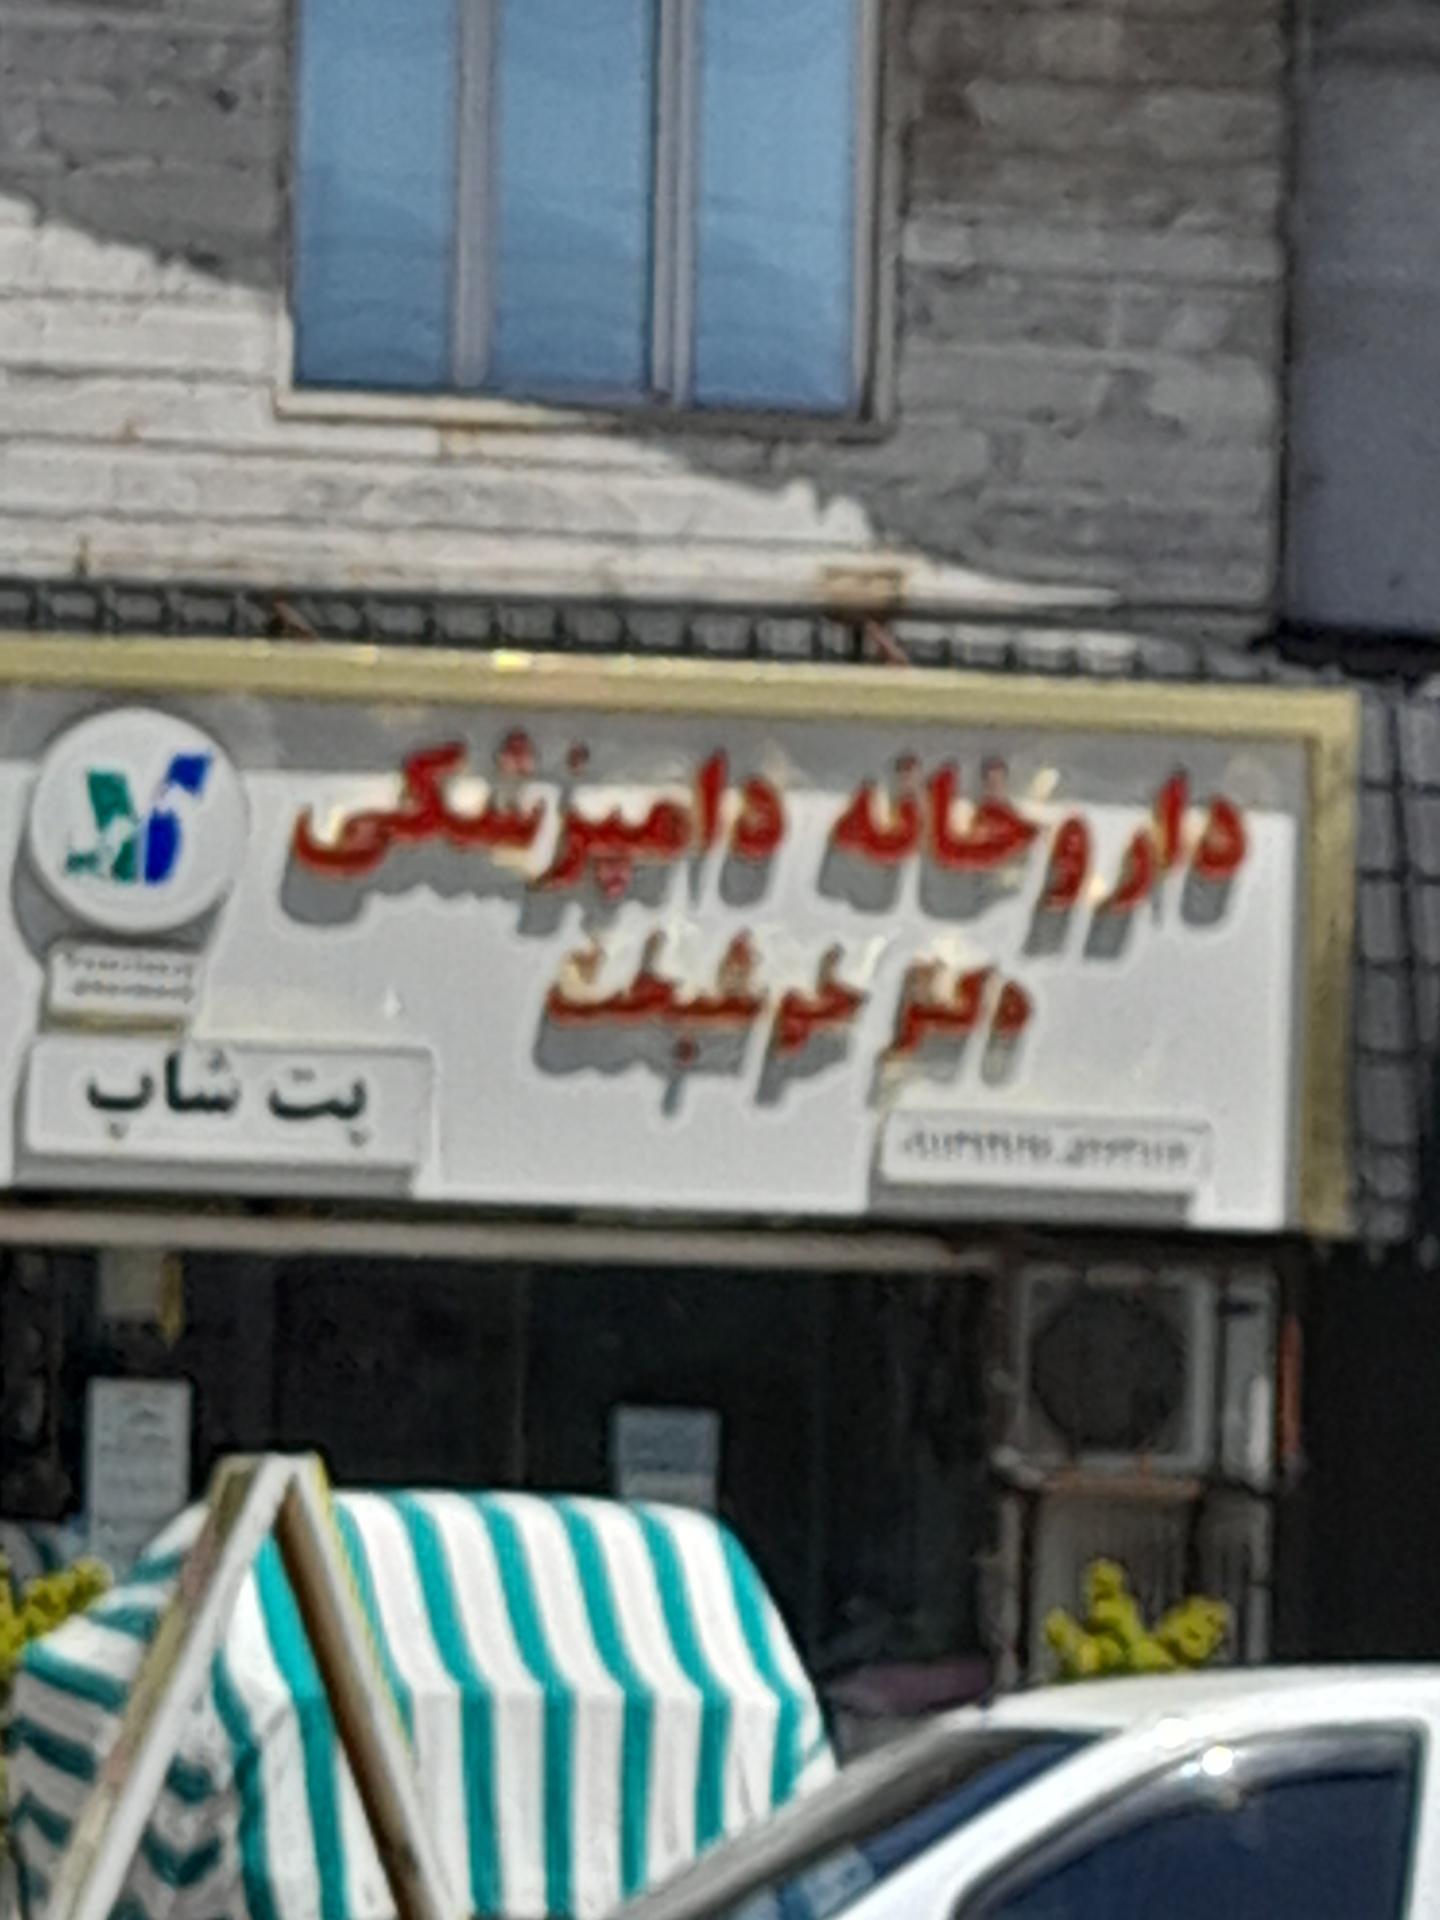 داروخانه دامپزشکی
دکتر خوشبخت
پت شاپ